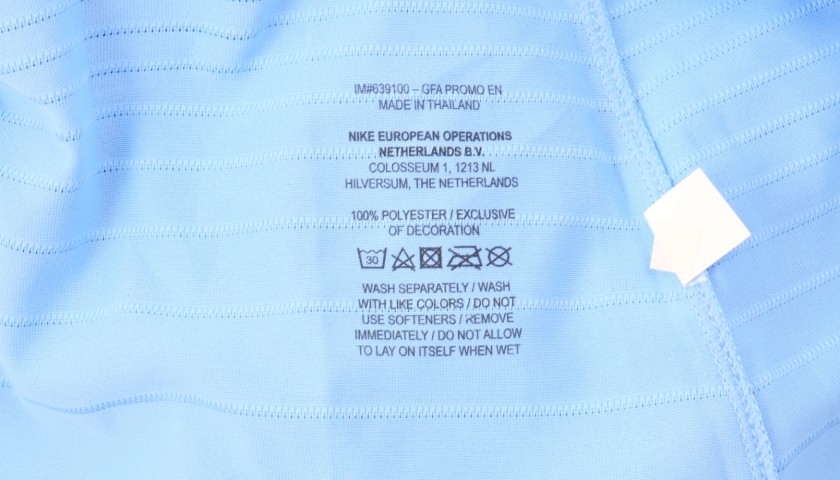 IM#639100 – GFA PROMO EN
MADE IN THAILAND
NIKE EUROPEAN OPERATIONS
NETHERLANDS B.V.
COLOSSEUM 1, 1213 NL
HILVERSUM, THE NETHERLANDS
100% POLYESTER / EXCLUSIVE
OF DECORATION
30
WASH SEPARATELY / WASH
WITH LIKE COLORS / DO NOT
USE SOFTENERS / REMOVE
IMMEDIATELY / DO NOT ALLOW
TO LAY ON ITSELF WHEN WET